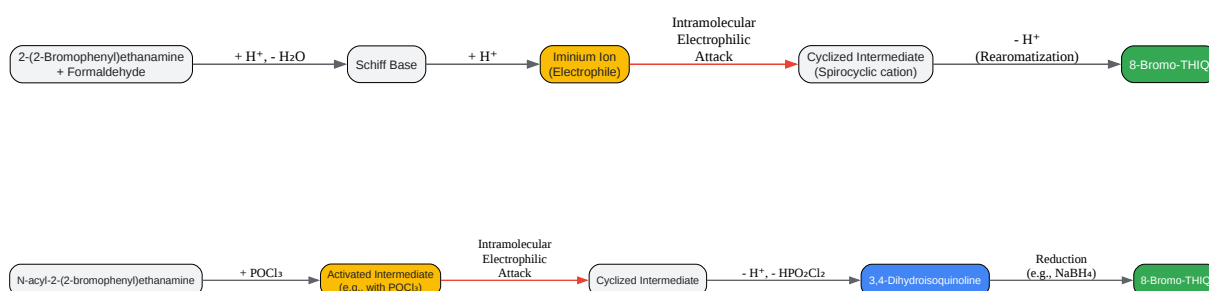 2-(2-Bromophenyl)ethanamine
+ Formaldehyde
+ H⁺, - H₂O
Schiff Base
+ H⁺
Iminium Ion
(Electrophile)
Intramolecular
Electrophilic
Attack
Cyclized Intermediate
(Spirocyclic cation)
- H⁺
(Rearomatization)
8-Bromo-THIQ
N-acyl-2-(2-bromophenyl)ethanamine
+ POCl₃
Activated Intermediate
(e.g., with POCl₃)
Intramolecular
Electrophilic
Attack
Cyclized Intermediate
- H⁺, - HPO₂Cl₂
3,4-Dihydroisoquinoline
Reduction
(e.g., NaBH₄)
8-Bromo-THIQ